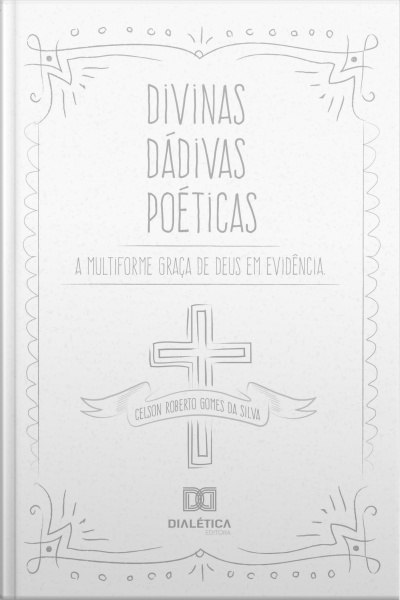 DIVINAS
DÁDIVAS
POÉTICAS
A MULTIFORME GRAÇA DE DEUS EM EVIDÊNCIA.
CELSON ROBERTO GOMES DA SILVA
DIALÉTICA
EDITORA